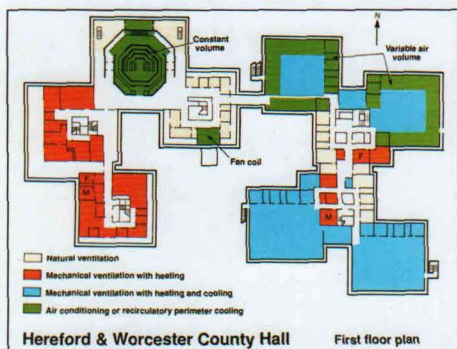 N
Constant
volume
Variable air
volume
Fan coil
F
M
F
M
Natural ventilation
Mechanical ventilation with heating
Mechanical ventilation with heating and cooling
Air conditioning or recirculatory perimeter cooling
Hereford & Worcester County Hall First floor plan